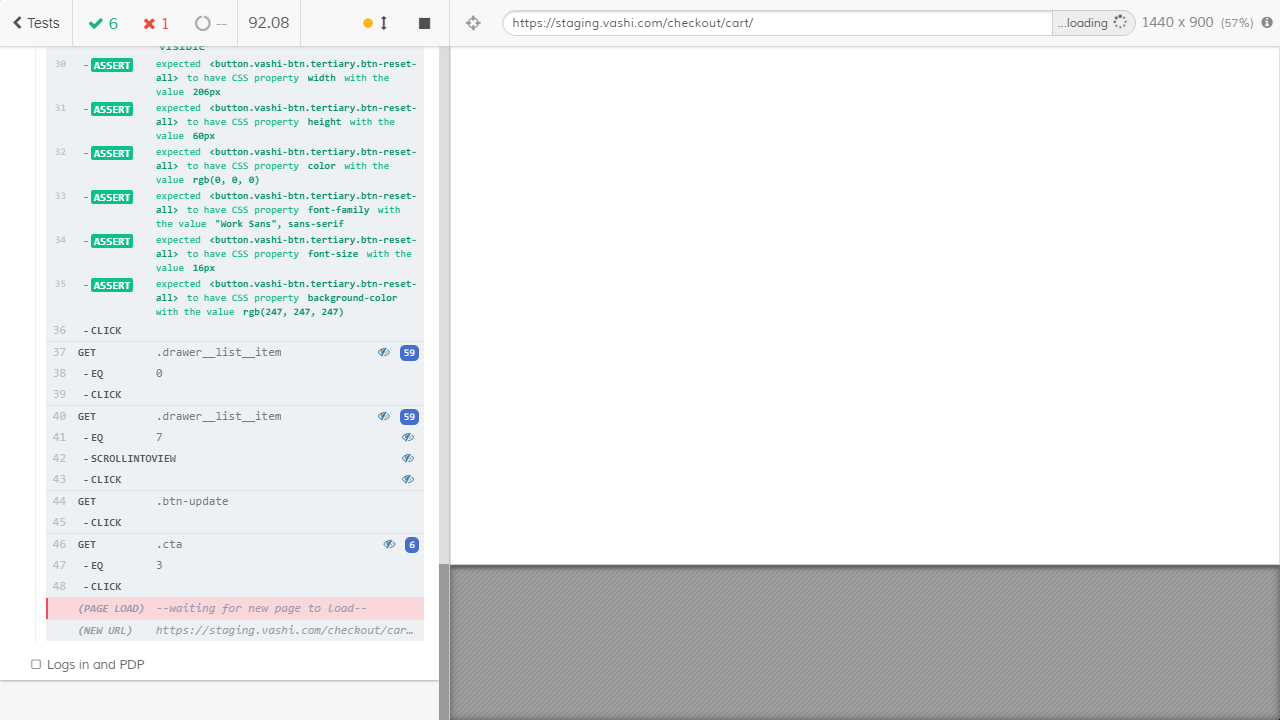 Tests 6 1 -- 92.08 https://staging.vashi.com/checkout/cart/ ...loading 1440 x 900 (57%)
visible
30 - ASSERT expected <button.vashi-btn.tertiary.btn-reset-
all> to have CSS property width with the
value 206px
31 - ASSERT expected <button.vashi-btn.tertiary.btn-reset-
all> to have CSS property height with the
value 60px
32 - ASSERT expected <button.vashi-btn.tertiary.btn-reset-
all> to have CSS property color with the
value rgb(0, 0, 0)
33 - ASSERT expected <button.vashi-btn.tertiary.btn-reset-
all> to have CSS property font-family with
the value "Work Sans", sans-serif
34 - ASSERT expected <button.vashi-btn.tertiary.btn-reset-
all> to have CSS property font-size with the
value 16px
35 - ASSERT expected <button.vashi-btn.tertiary.btn-reset-
all> to have CSS property background-color
with the value rgb(247, 247, 247)
36 - CLICK
37 GET .drawer__list__item 59
38 - EQ 0
39 - CLICK
40 GET .drawer__list__item 59
41 - EQ 7
42 - SCROLLINTOVIEW
43 - CLICK
44 GET .btn-update
45 - CLICK
46 GET .cta 6
47 - EQ 3
48 - CLICK
(PAGE LOAD) --waiting for new page to load--
(NEW URL) https://staging.vashi.com/checkout/car…
Logs in and PDP